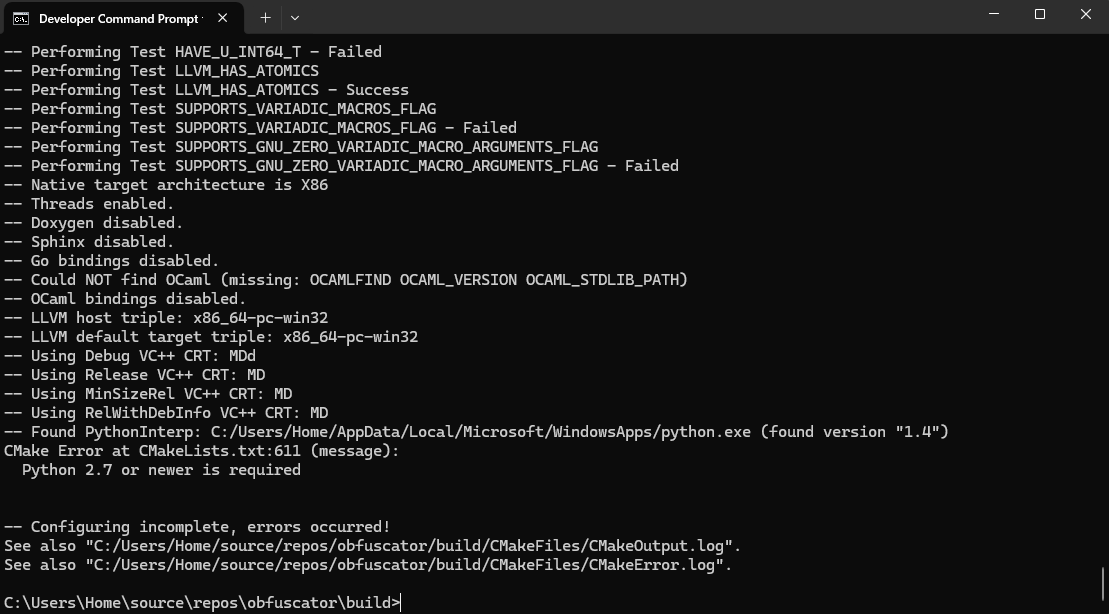 Developer Command Prompt
-- Performing Test HAVE_U_INT64_T - Failed
-- Performing Test LLVM_HAS_ATOMICS
-- Performing Test LLVM_HAS_ATOMICS - Success
-- Performing Test SUPPORTS_VARIADIC_MACROS_FLAG
-- Performing Test SUPPORTS_VARIADIC_MACROS_FLAG - Failed
-- Performing Test SUPPORTS_GNU_ZERO_VARIADIC_MACRO_ARGUMENTS_FLAG
-- Performing Test SUPPORTS_GNU_ZERO_VARIADIC_MACRO_ARGUMENTS_FLAG - Failed
-- Native target architecture is X86
-- Threads enabled.
-- Doxygen disabled.
-- Sphinx disabled.
-- Go bindings disabled.
-- Could NOT find OCaml (missing: OCAMLFIND OCAML_VERSION OCAML_STDLIB_PATH)
-- OCaml bindings disabled.
-- LLVM host triple: x86_64-pc-win32
-- LLVM default target triple: x86_64-pc-win32
-- Using Debug VC++ CRT: MDd
-- Using Release VC++ CRT: MD
-- Using MinSizeRel VC++ CRT: MD
-- Using RelWithDebInfo VC++ CRT: MD
-- Found PythonInterp: C:/Users/Home/AppData/Local/Microsoft/WindowsApps/python.exe (found version "1.4")
CMake Error at CMakeLists.txt:611 (message):
  Python 2.7 or newer is required
-- Configuring incomplete, errors occurred!
See also "C:/Users/Home/source/repos/obfuscator/build/CMakeFiles/CMakeOutput.log".
See also "C:/Users/Home/source/repos/obfuscator/build/CMakeFiles/CMakeError.log".
C:\Users\Home\source\repos\obfuscator\build>